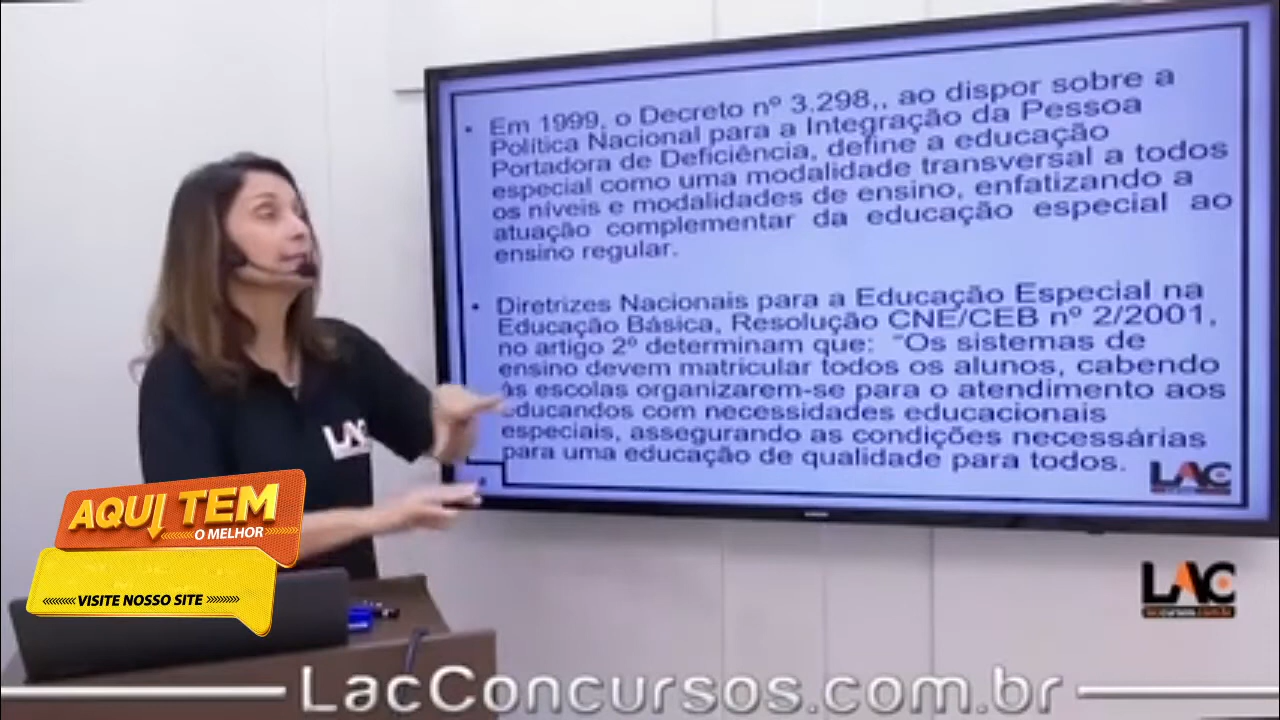 • Em 1999, o Decreto nº 3.298,, ao dispor sobre a
Política Nacional para a Integração da Pessoa
Portadora de Deficiência, define a educação
especial como uma modalidade transversal a todos
os níveis e modalidades de ensino, enfatizando a
atuação complementar da educação especial ao
ensino regular.
• Diretrizes Nacionais para a Educação Especial na
Educação Básica, Resolução CNE/CEB nº 2/2001,
no artigo 2º determinam que: "Os sistemas de
ensino devem matricular todos os alunos, cabendo
às escolas organizarem-se para o atendimento aos
educandos com necessidades educacionais
especiais, assegurando as condições necessárias
para uma educação de qualidade para todos.
LAC
LAC
AQUI TEM
O MELHOR
VISITE NOSSO SITE
LAC
laccursos.com.br
LacConcursos.com.br